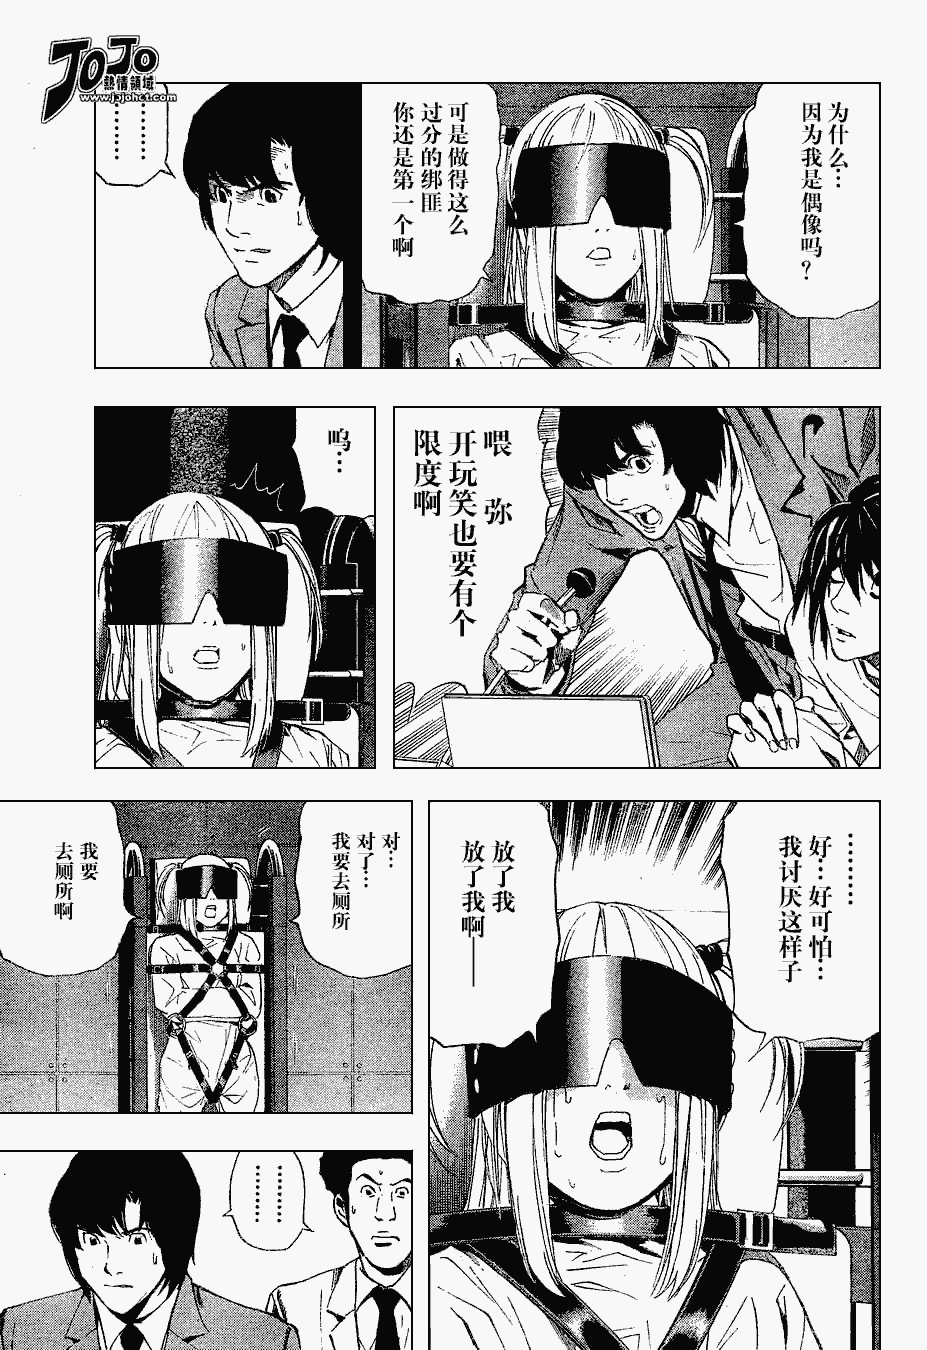 JOJO
熱情領域
www.jojohct.com
为什么…
因为我是偶像吗?
可是做得这么
过分的绑匪
你还是第一个啊
………
………
喂 弥
开玩笑也要有个
限度啊
呜…
………
好…好可怕…
我讨厌这样子
放了我
放了我啊——
对…
对了…
我要去厕所
我要
去厕所啊
………
………